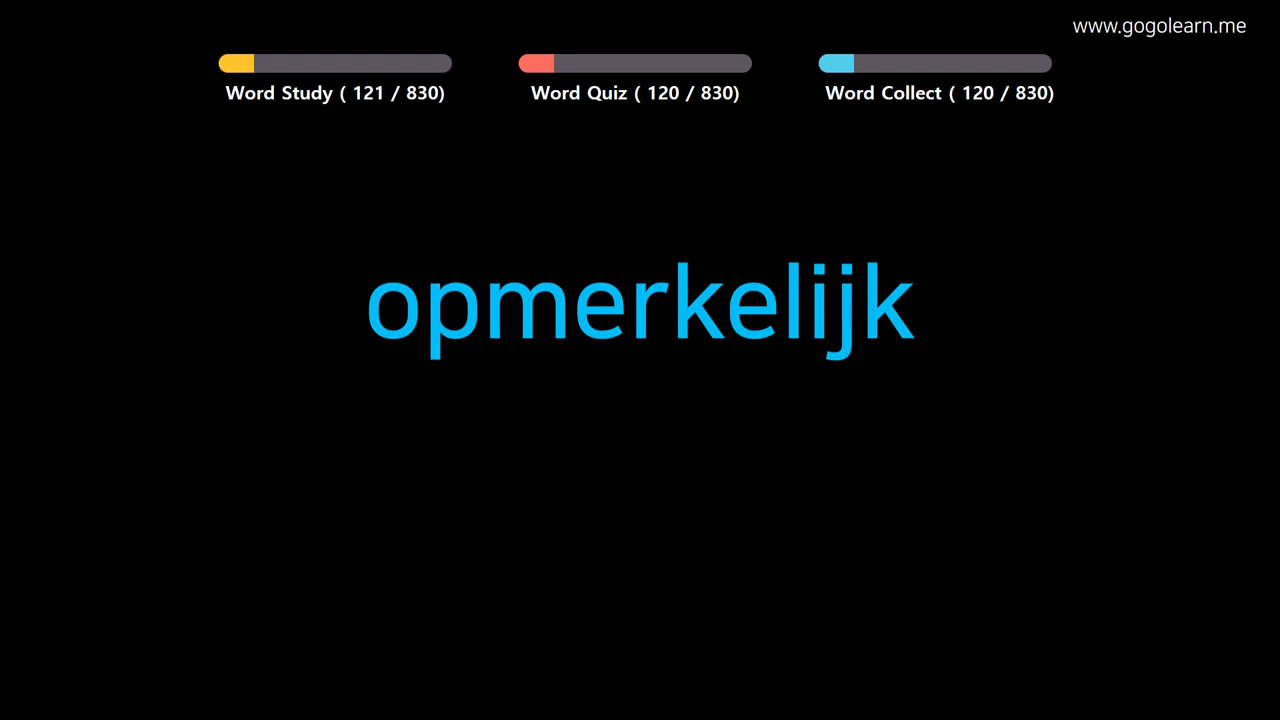 www.gogolearn.me
Word Study ( 121 / 830)
Word Quiz ( 120 / 830)
Word Collect ( 120 / 830)
opmerkelijk